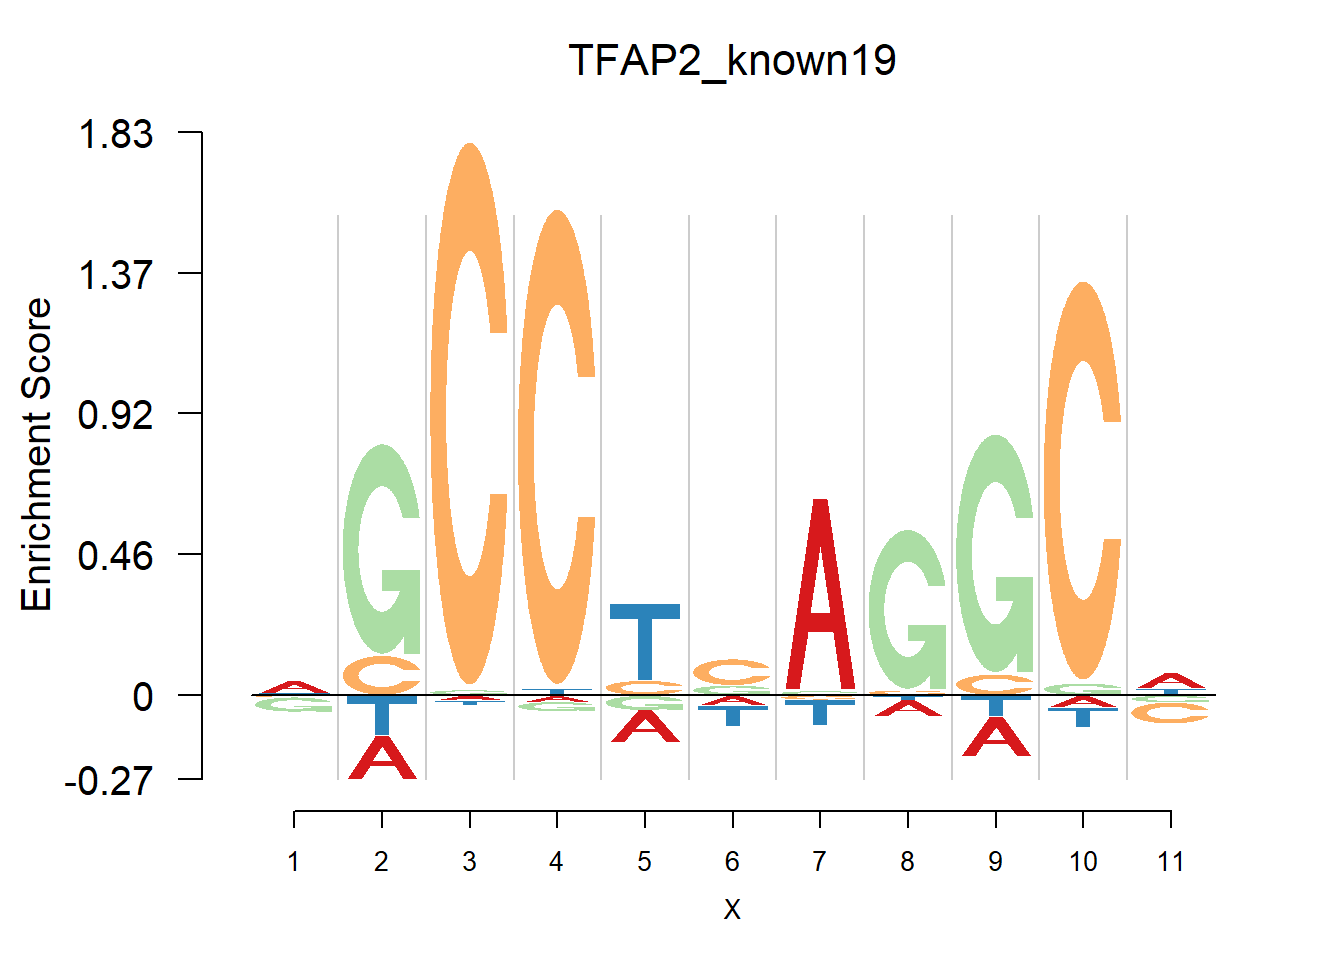 TFAP2_known19
Enrichment Score
1.83
1.37
0.92
0.46
0
-0.27
A G
G C T A
C
C
T C G A
C G A T
A T
G A
G C T A
C G A T
A C
1 2 3 4 5 6 7 8 9 10 11
X